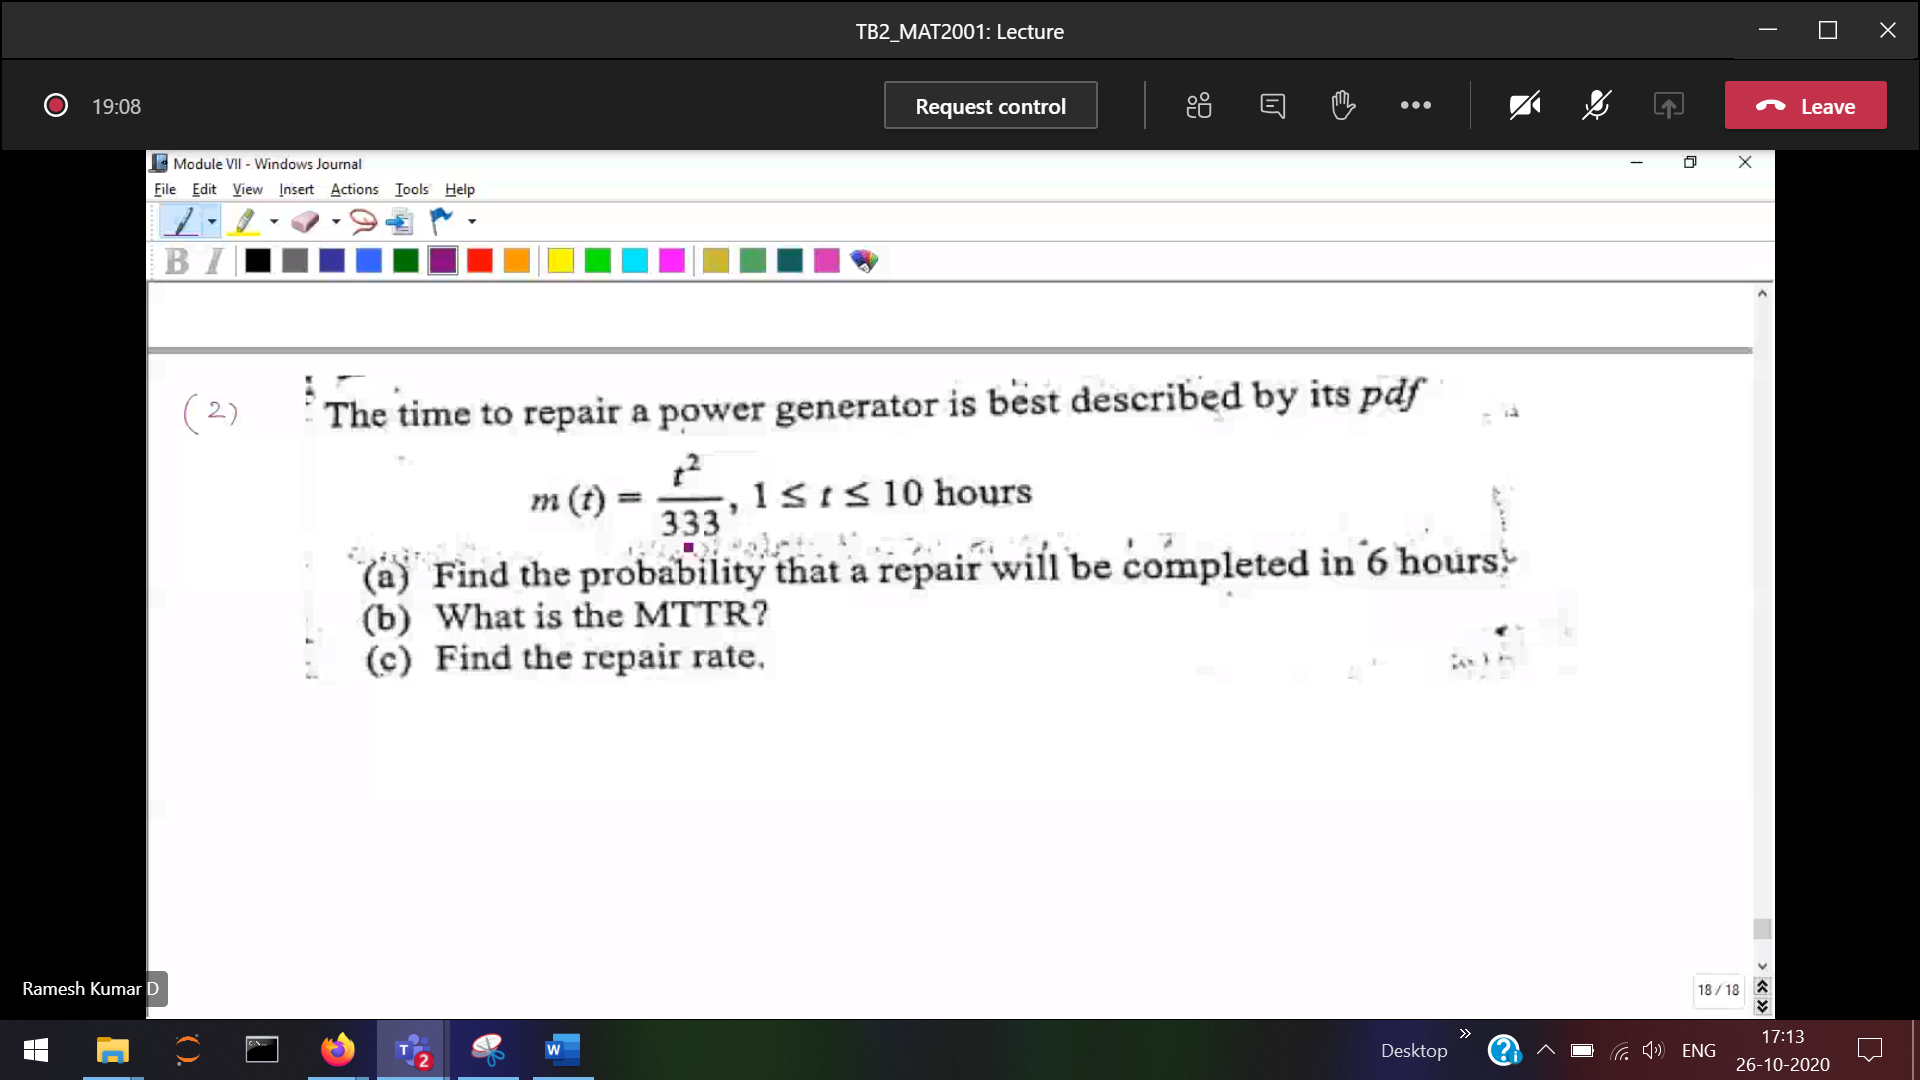 TB2_MAT2001: Lecture
19:08
Request control
Leave
Module VII - Windows Journal
File Edit View Insert Actions Tools Help
B I
(2)
The time to repair a power generator is best described by its pdf
m (t) = t²/333, 1 ≤ t ≤ 10 hours
(a) Find the probability that a repair will be completed in 6 hours.
(b) What is the MTTR?
(c) Find the repair rate.
Ramesh Kumar D
18 / 18
T 2
W
Desktop
ENG
17:13
26-10-2020